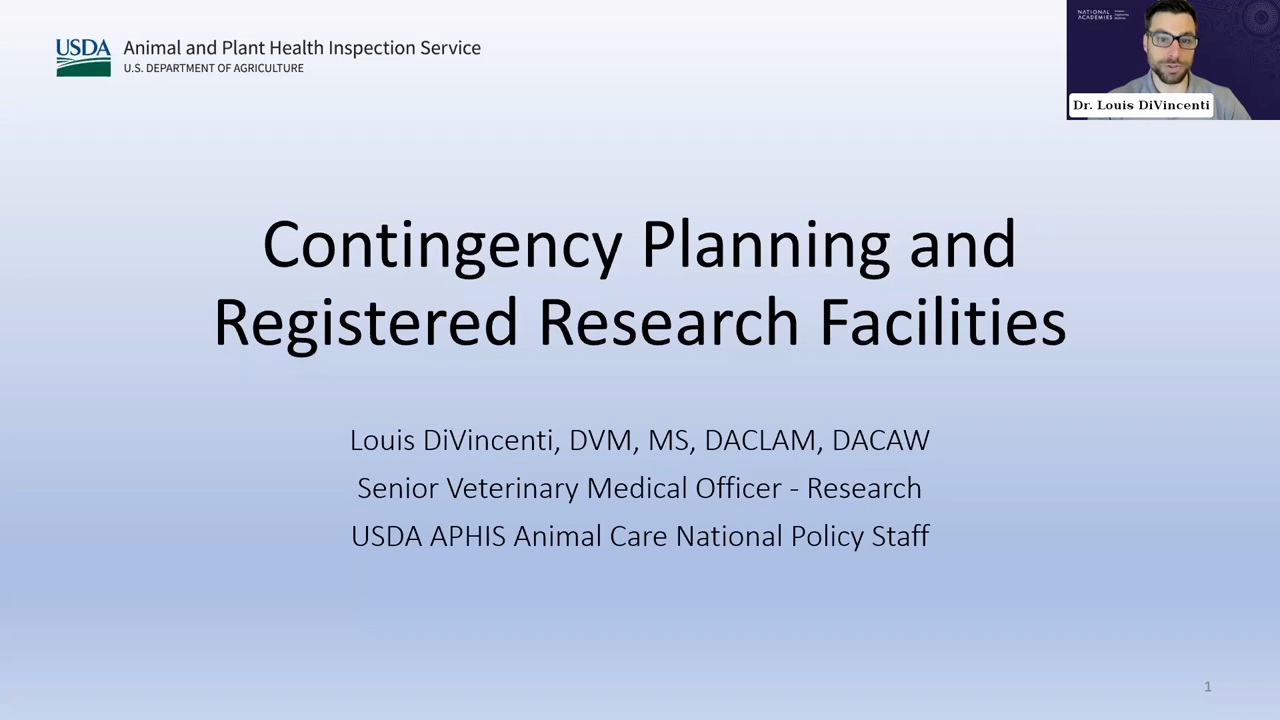 USDA
Animal and Plant Health Inspection Service
U.S. DEPARTMENT OF AGRICULTURE
NATIONAL
ACADEMIES
Dr. Louis DiVincenti
Contingency Planning and
Registered Research Facilities
Louis DiVincenti, DVM, MS, DACLAM, DACAW
Senior Veterinary Medical Officer - Research
USDA APHIS Animal Care National Policy Staff
1